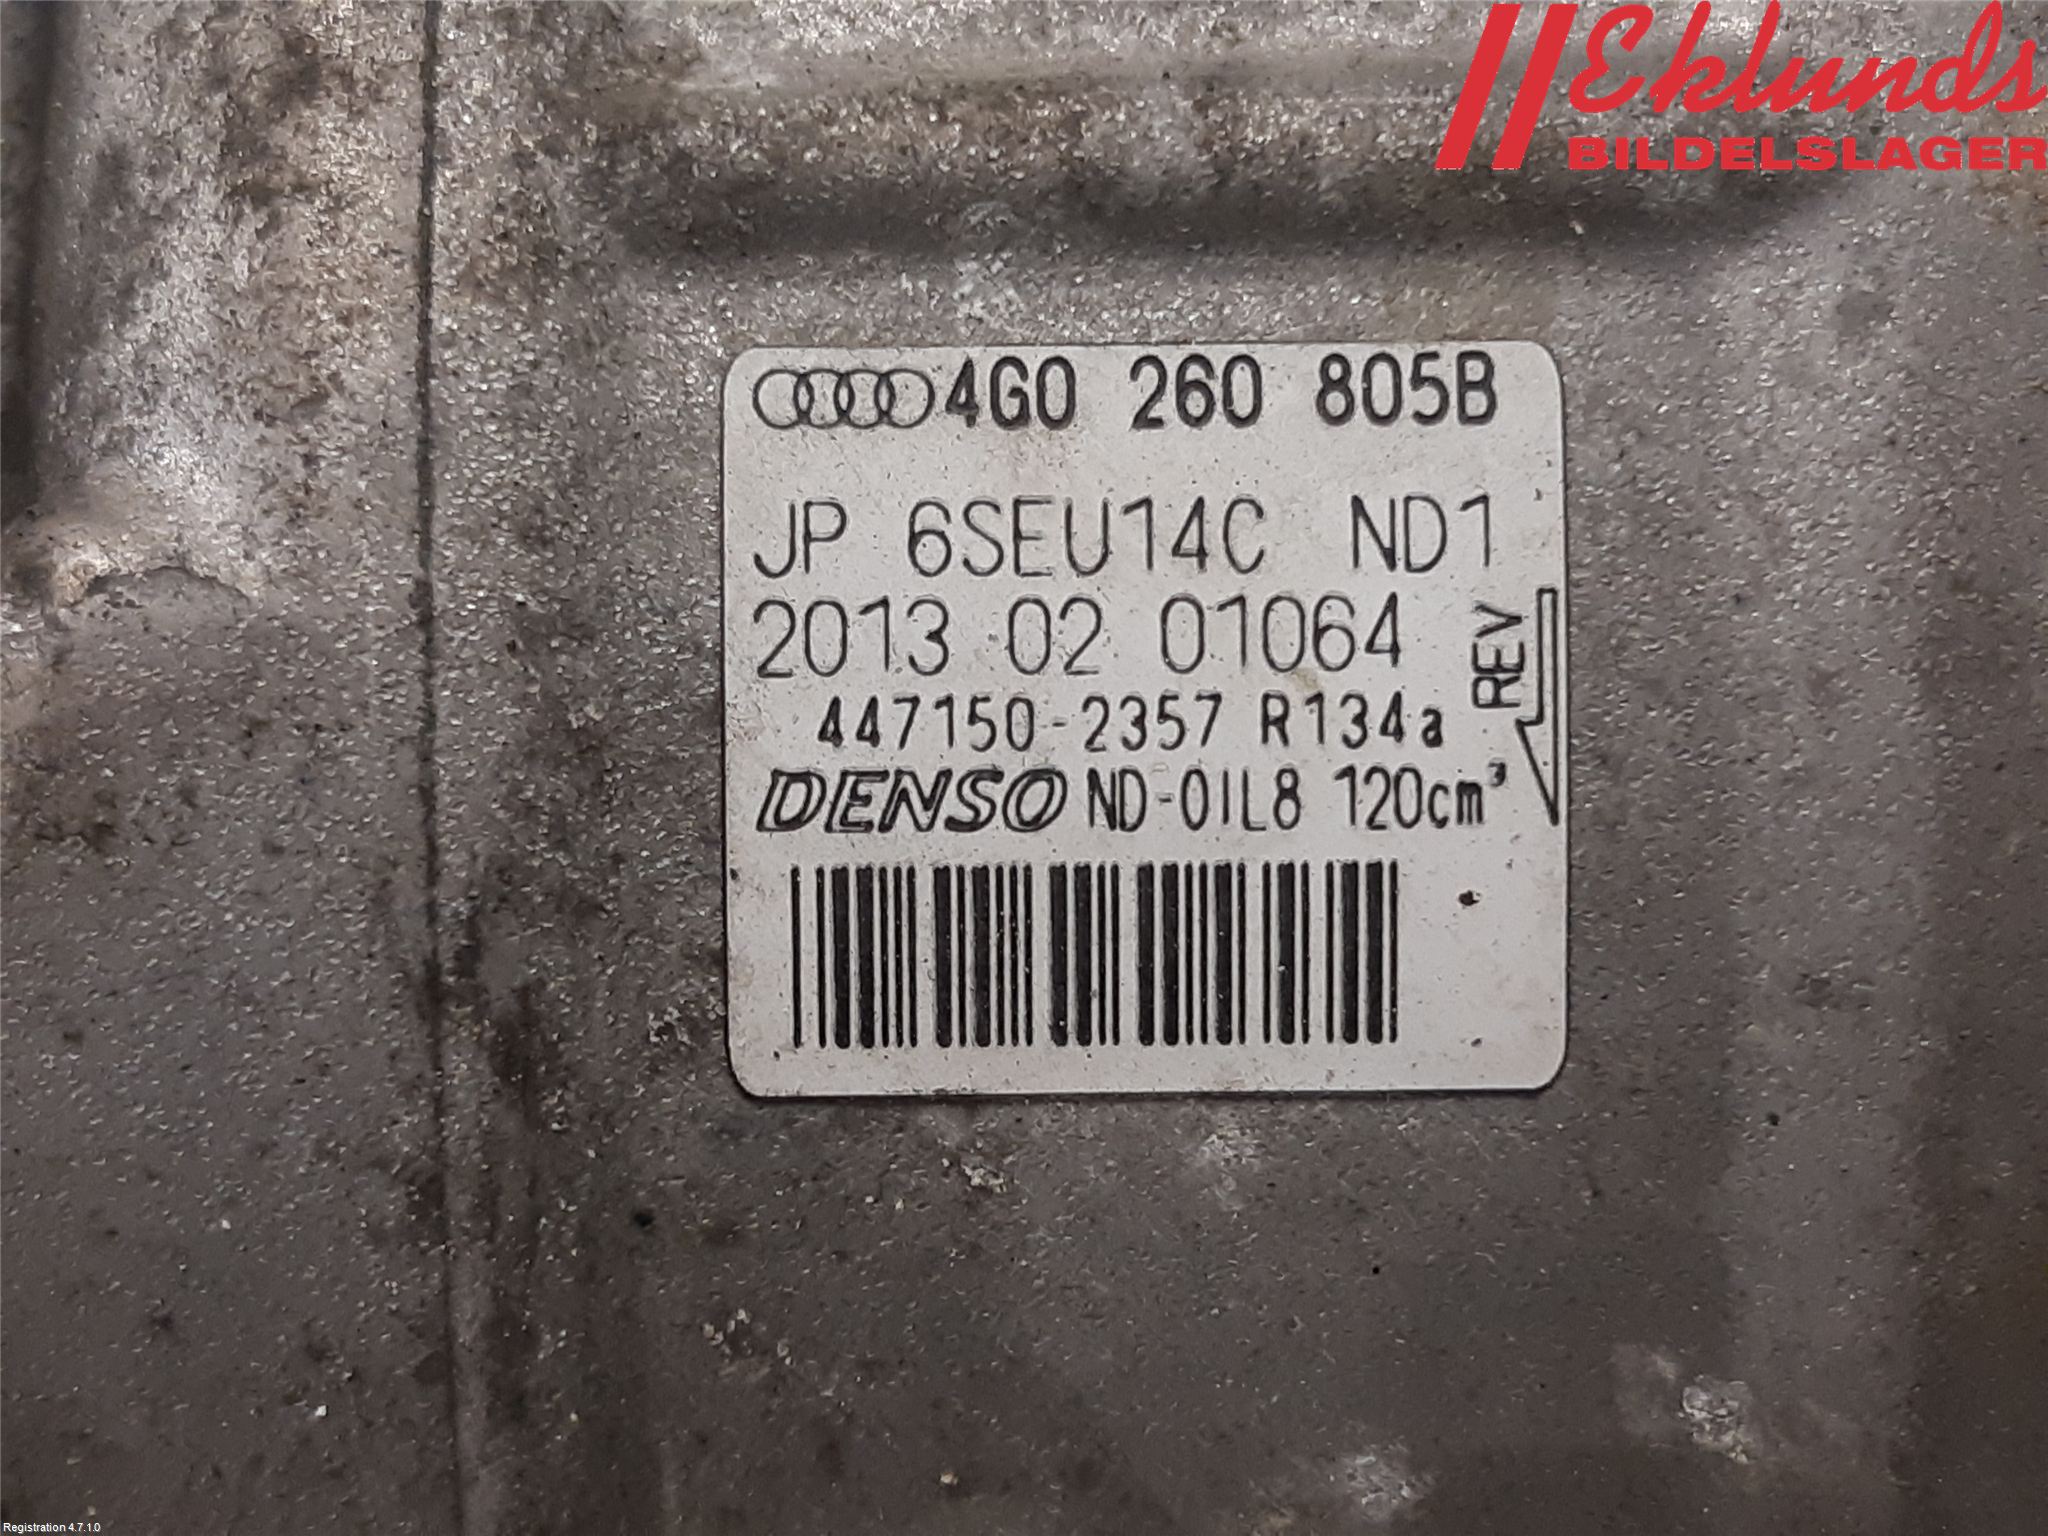 Eklunds
BILDELSLAGER
4G0 260 805B
JP 6SEU14C ND1
2013 02 01064
REV
447150-2357 R134a
DENSO ND-OIL8 120cm³
Registration 4.7.1.0